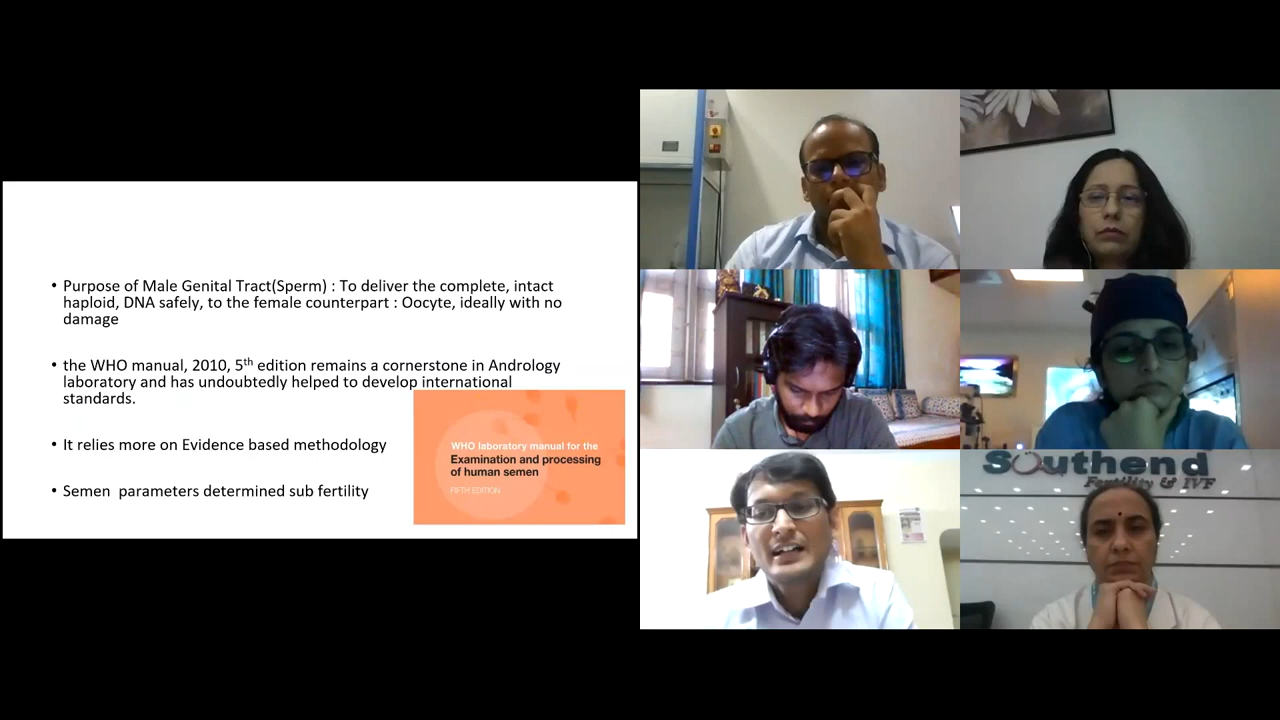 • Purpose of Male Genital Tract(Sperm) : To deliver the complete, intact
haploid, DNA safely, to the female counterpart : Oocyte, ideally with no
damage
• the WHO manual, 2010, 5th edition remains a cornerstone in Andrology
laboratory and has undoubtedly helped to develop international
standards.
• It relies more on Evidence based methodology
• Semen parameters determined sub fertility
WHO laboratory manual for the
Examination and processing
of human semen
FIFTH EDITION
Southend
Fertility & IVF